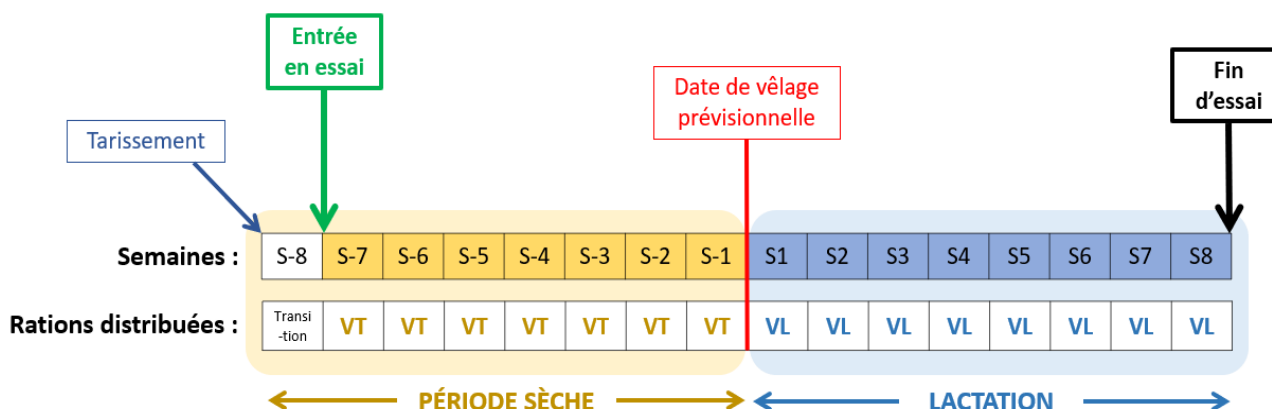 Entrée
en essai
Date de vêlage
prévisionnelle
Fin
d'essai
Tarissement
Semaines : S-8 S-7 S-6 S-5 S-4 S-3 S-2 S-1 S1 S2 S3 S4 S5 S6 S7 S8
Rations distribuées : Transi
-tion VT VT VT VT VT VT VT VL VL VL VL VL VL VL VL
PÉRIODE SÈCHE LACTATION